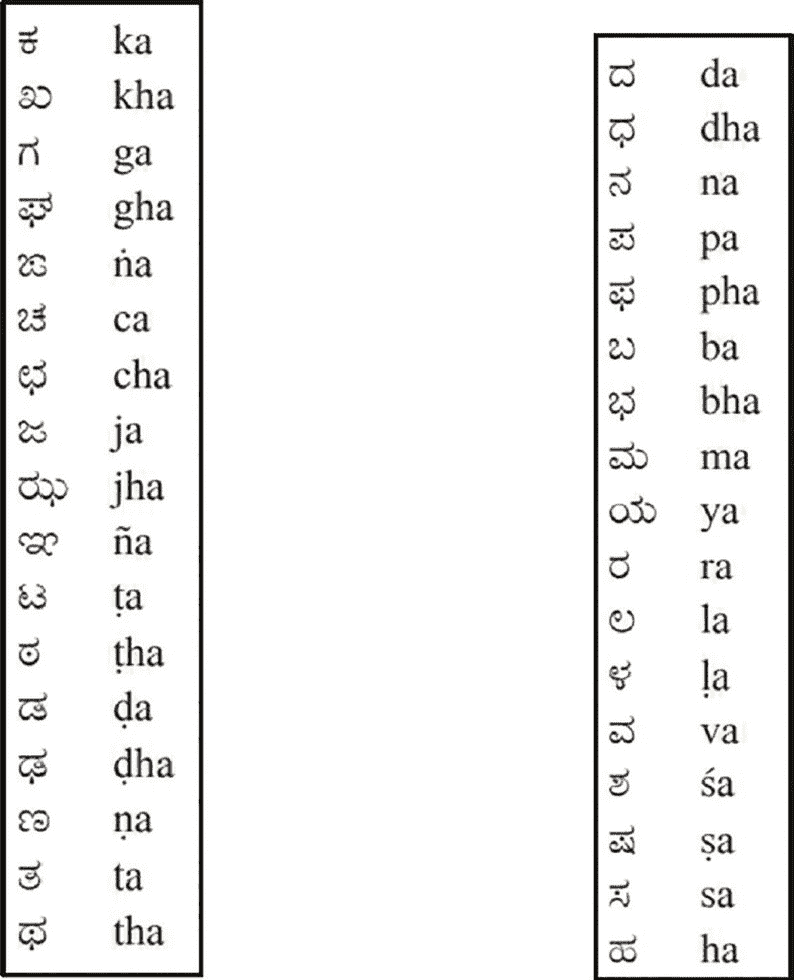 ಕ ka
ಖ kha
ಗ ga
ಘ gha
ಙ ṅa
ಚ ca
ಛ cha
ಜ ja
ಝ jha
ಞ ña
ಟ ṭa
ಠ ṭha
ಡ ḍa
ಢ ḍha
ಣ ṇa
ತ ta
ಥ tha
ದ da
ಧ dha
ನ na
ಪ pa
ಫ pha
ಬ ba
ಭ bha
ಮ ma
ಯ ya
ರ ra
ಲ la
ಳ ḷa
ವ va
ಶ śa
ಷ ṣa
ಸ sa
ಹ ha